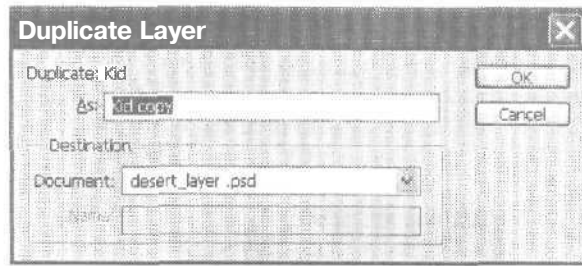 Duplicate Layer
Duplicate: Kid
OK
As: Kid copy
Cancel
Destination
Document: desert_layer .psd
Name: